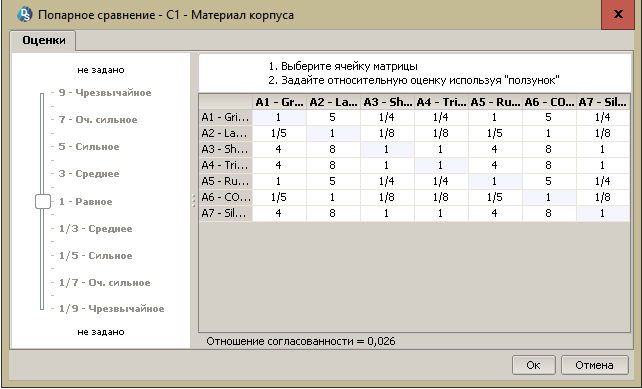 Попарное сравнение - C1 - Материал корпуса
Оценки
не задано
9 - Чрезвычайное
7 - Оч. сильное
5 - Сильное
3 - Среднее
1 - Равное
1/3 - Среднее
1/5 - Сильное
1/7 - Оч. сильное
1/9 - Чрезвычайное
не задано
1. Выберите ячейку матрицы
2. Задайте относительную оценку используя "ползунок"
A1 - Gr... A2 - La... A3 - Sh... A4 - Tri... A5 - Ru... A6 - CO... A7 - Sil...
A1 - Gri... 1 5 1/4 1/4 1 5 1/4
A2 - La... 1/5 1 1/8 1/8 1/5 1 1/8
A3 - Sh... 4 8 1 1 4 8 1
A4 - Tri... 4 8 1 1 4 8 1
A5 - Ru... 1 5 1/4 1/4 1 5 1/4
A6 - CO... 1/5 1 1/8 1/8 1/5 1 1/8
A7 - Sil... 4 8 1 1 4 8 1
Отношение согласованности = 0,026
Ок Отмена